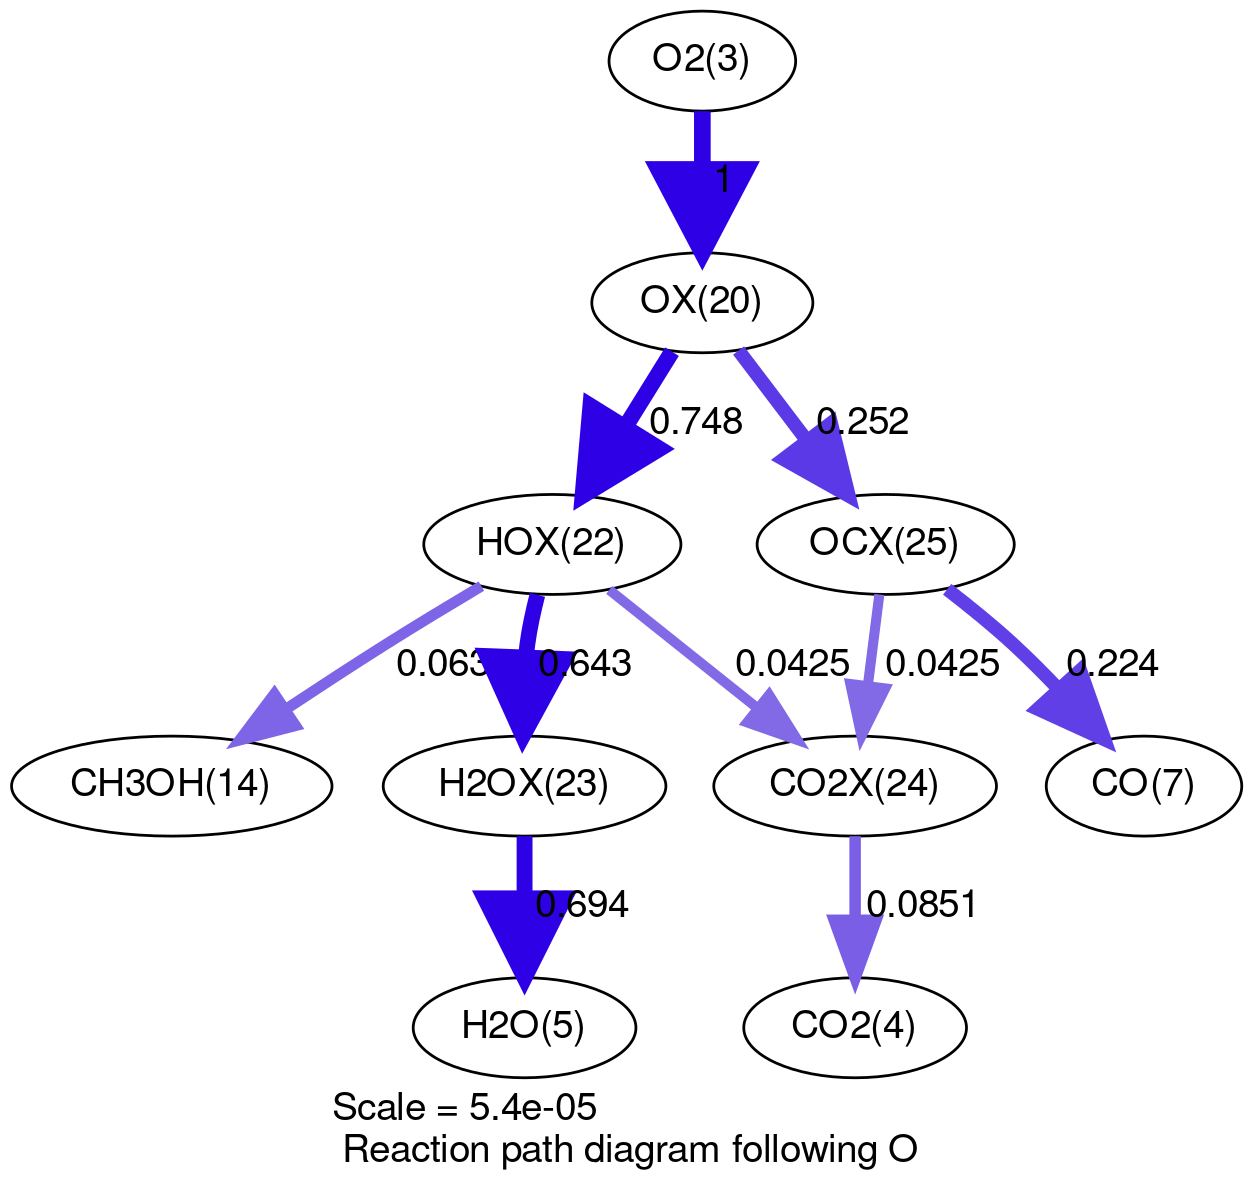 O2(3)
1
OX(20)
0.748
0.252
HOX(22)
OCX(25)
0.063
0.643
0.0425
0.0425
0.224
CH3OH(14)
H2OX(23)
CO2X(24)
CO(7)
0.694
0.0851
H2O(5)
CO2(4)
Scale = 5.4e-05
Reaction path diagram following O